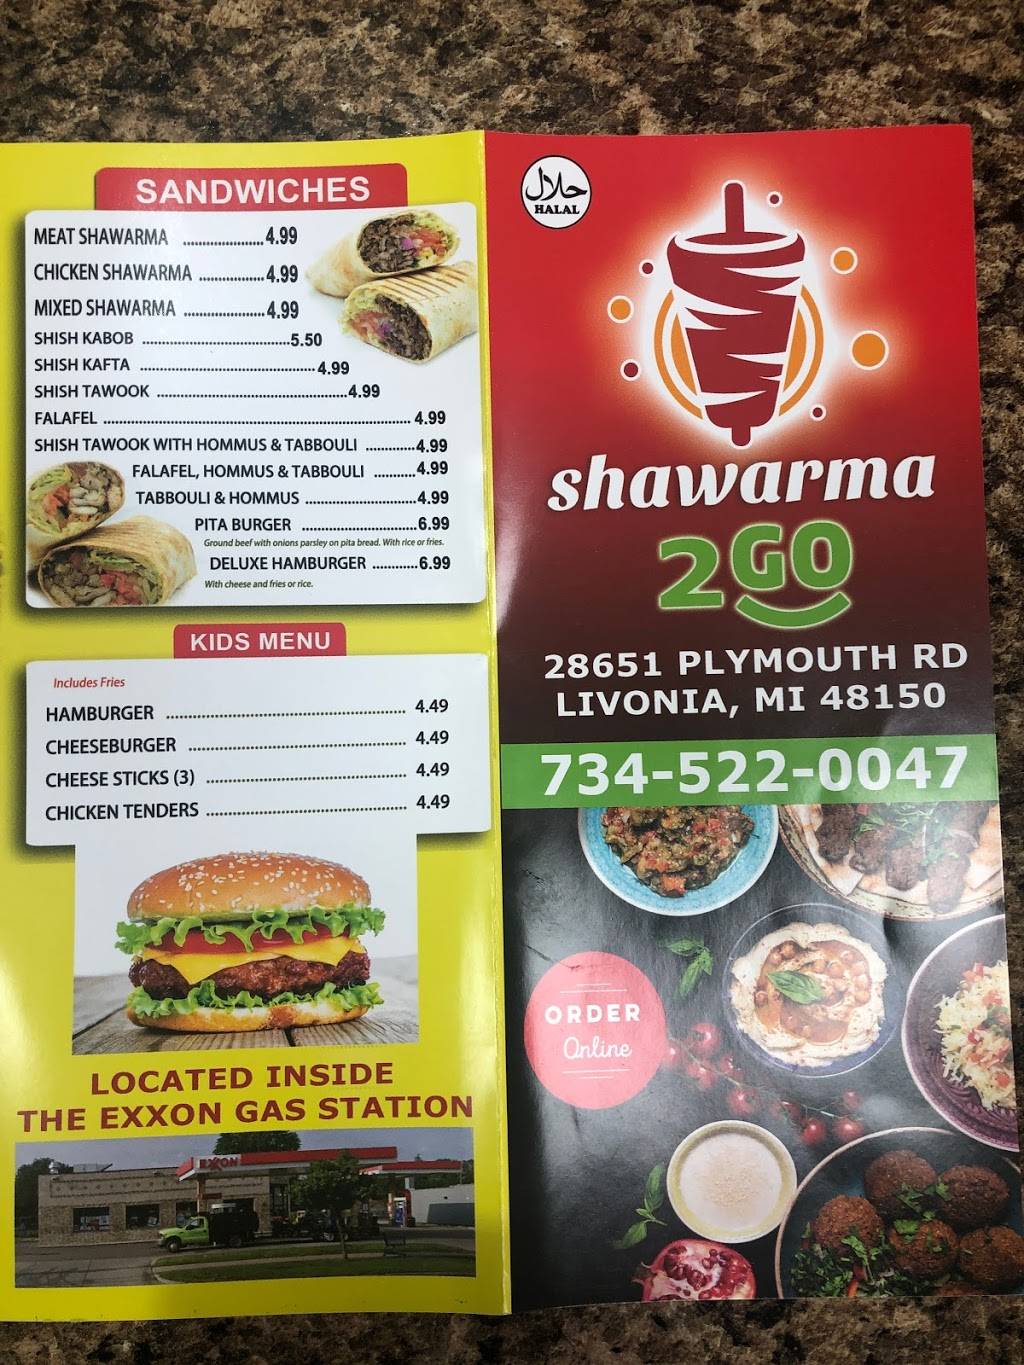 SANDWICHES
MEAT SHAWARMA ......................4.99
CHICKEN SHAWARMA ..................4.99
MIXED SHAWARMA ......................4.99
SHISH KABOB ......................................5.50
SHISH KAFTA ............................................4.99
SHISH TAWOOK ................................................4.99
FALAFEL .............................................................................. 4.99
SHISH TAWOOK WITH HOMMUS & TABBOULI .............4.99
FALAFEL, HOMMUS & TABBOULI ..........4.99
TABBOULI & HOMMUS .............................4.99
PITA BURGER ..............................6.99
Ground beef with onions parsley on pita bread. With rice or fries.
DELUXE HAMBURGER ............6.99
With cheese and fries or rice.
KIDS MENU
Includes Fries
HAMBURGER ............................................................ 4.49
CHEESEBURGER ....................................................... 4.49
CHEESE STICKS (3) .................................................. 4.49
CHICKEN TENDERS .................................................. 4.49
LOCATED INSIDE
THE EXXON GAS STATION
EXXON
حلال
HALAL
shawarma
2GO
28651 PLYMOUTH RD
LIVONIA, MI 48150
734-522-0047
ORDER
Online